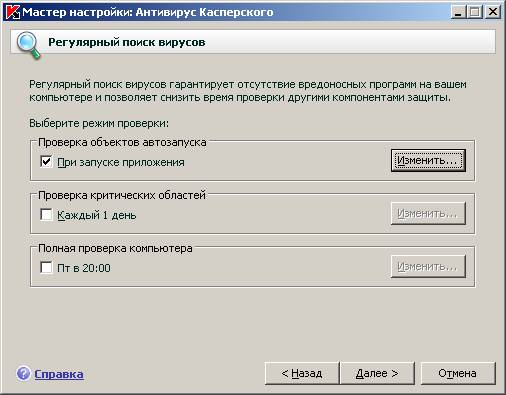 Мастер настройки: Антивирус Касперского
Регулярный поиск вирусов
Регулярный поиск вирусов гарантирует отсутствие вредоносных программ на вашем
компьютере и позволяет снизить время проверки другими компонентами защиты.
Выберите режим проверки:
Проверка объектов автозапуска
При запуске приложения
Изменить...
Проверка критических областей
Каждый 1 день
Изменить...
Полная проверка компьютера
Пт в 20:00
Изменить...
Справка
< Назад
Далее >
Отмена